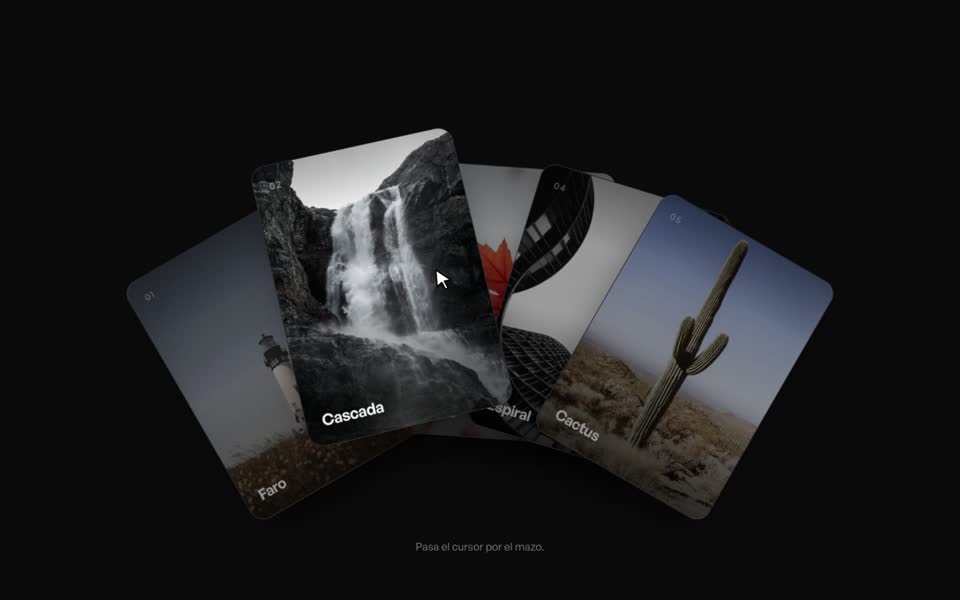 01
Faro
02
Cascada
04
Espiral
05
Cactus
Pasa el cursor por el mazo.